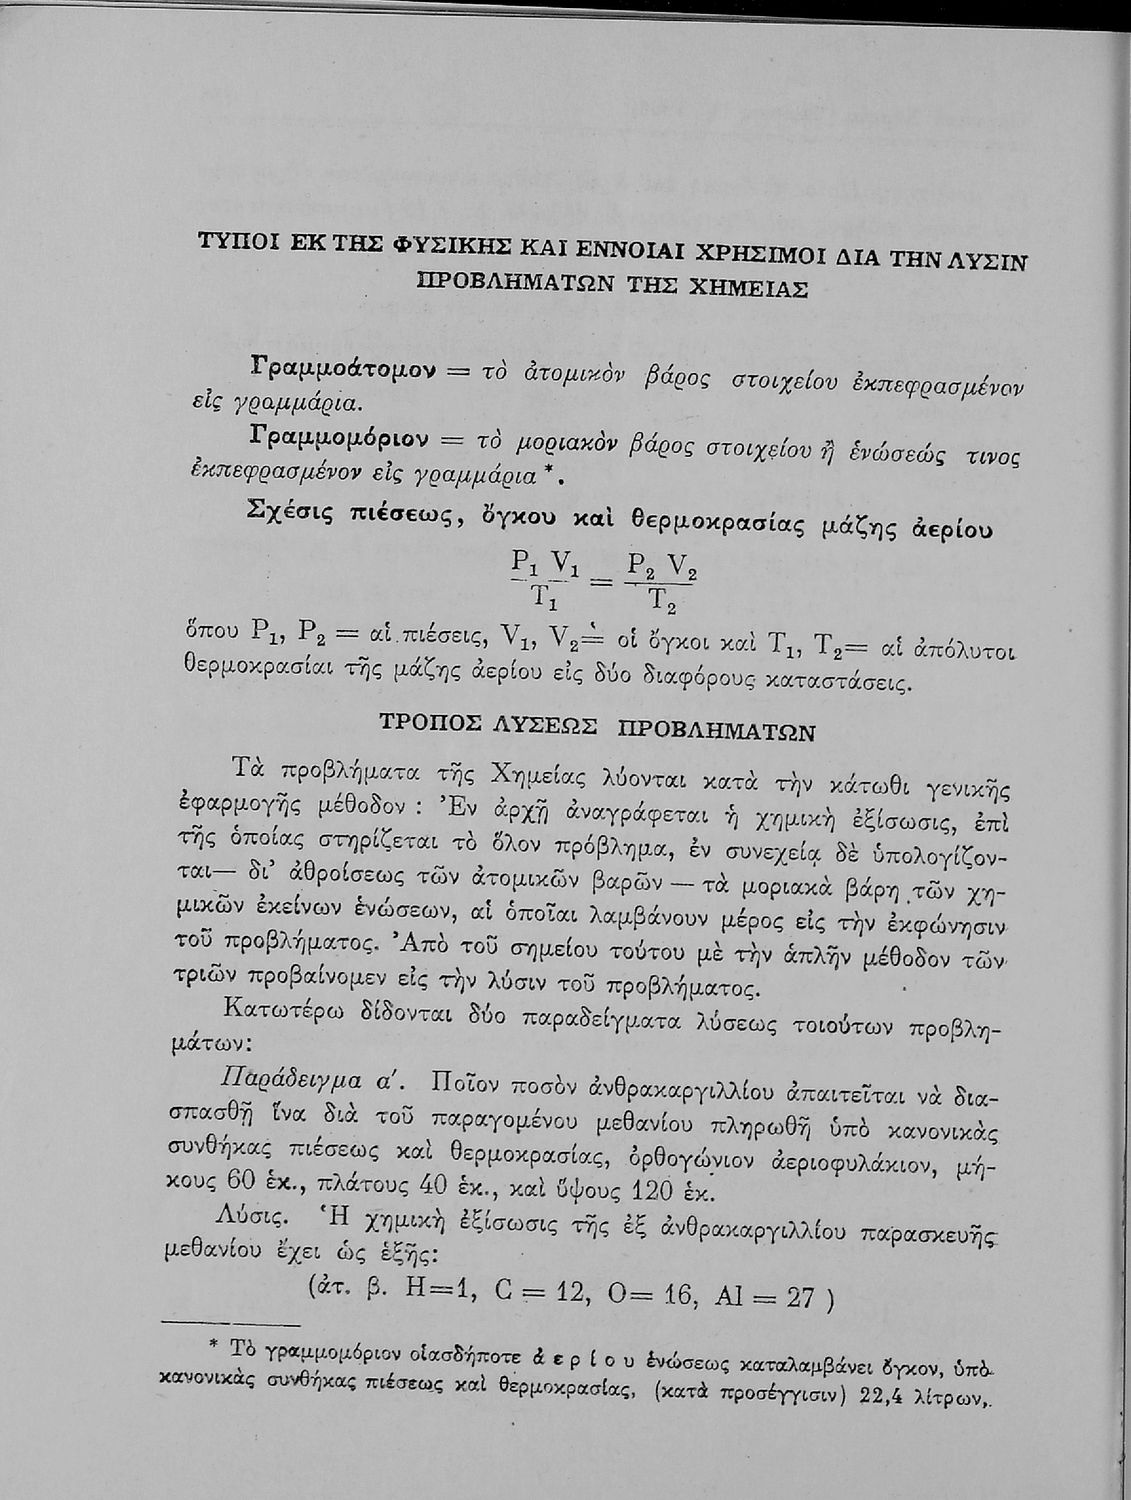 ΤΥΠΟΙ ΕΚ ΤΗΣ ΦΥΣΙΚΗΣ ΚΑΙ ΕΝΝΟΙΑΙ ΧΡΗΣΙΜΟΙ ΔΙΑ ΤΗΝ ΛΥΣΙΝ
ΠΡΟΒΛΗΜΑΤΩΝ ΤΗΣ ΧΗΜΕΙΑΣ
Γραμμοάτομον = τὸ ἀτομικὸν βάρος στοιχείου ἐκπεφρασμένον
εἰς γραμμάρια.
Γραμμομόριον = τὸ μοριακὸν βάρος στοιχείου ἢ ἑνώσεώς τινος
ἐκπεφρασμένον εἰς γραμμάρια *.
Σχέσις πιέσεως, ὄγκου καὶ θερμοκρασίας μάζης ἀερίου
P₁ V₁ = P₂ V₂
T₁ T₂
ὅπου P₁, P₂ = αἱ πιέσεις, V₁, V₂ = οἱ ὄγκοι καὶ T₁, T₂ = αἱ ἀπόλυτοι
θερμοκρασίαι τῆς μάζης ἀερίου εἰς δύο διαφόρους καταστάσεις.
ΤΡΟΠΟΣ ΛΥΣΕΩΣ ΠΡΟΒΛΗΜΑΤΩΝ
Τὰ προβλήματα τῆς Χημείας λύονται κατὰ τὴν κάτωθι γενικῆς
ἐφαρμογῆς μέθοδον : Ἐν ἀρχῇ ἀναγράφεται ἡ χημικὴ ἐξίσωσις, ἐπὶ
τῆς ὁποίας στηρίζεται τὸ ὅλον πρόβλημα, ἐν συνεχείᾳ δὲ ὑπολογίζον-
ται— δι’ ἀθροίσεως τῶν ἀτομικῶν βαρῶν — τὰ μοριακὰ βάρη τῶν χη-
μικῶν ἐκείνων ἑνώσεων, αἱ ὁποῖαι λαμβάνουν μέρος εἰς τὴν ἐκφώνησιν
τοῦ προβλήματος. Ἀπὸ τοῦ σημείου τούτου μὲ τὴν ἁπλῆν μέθοδον τῶν
τριῶν προβαίνομεν εἰς τὴν λύσιν τοῦ προβλήματος.
Κατωτέρω δίδονται δύο παραδείγματα λύσεως τοιούτων προβλη-
μάτων:
Παράδειγμα α′. Ποῖον ποσὸν ἀνθρακαργιλλίου ἀπαιτεῖται νὰ δια-
σπασθῇ ἵνα διὰ τοῦ παραγομένου μεθανίου πληρωθῇ ὑπὸ κανονικὰς
συνθήκας πιέσεως καὶ θερμοκρασίας, ὀρθογώνιον ἀεριοφυλάκιον, μή-
κους 60 ἑκ., πλάτους 40 ἑκ., καὶ ὕψους 120 ἑκ.
Λύσις. Ἡ χημικὴ ἐξίσωσις τῆς ἐξ ἀνθρακαργιλλίου παρασκευῆς
μεθανίου ἔχει ὡς ἑξῆς:
(ἀτ. β. H=1, C = 12, O= 16, Al = 27 )
* Τὸ γραμμομόριον οἱασδήποτε ἀ ε ρ ί ο υ ἑνώσεως καταλαμβάνει ὄγκον, ὑπὸ
κανονικὰς συνθήκας πιέσεως καὶ θερμοκρασίας, (κατὰ προσέγγισιν) 22,4 λίτρων,.